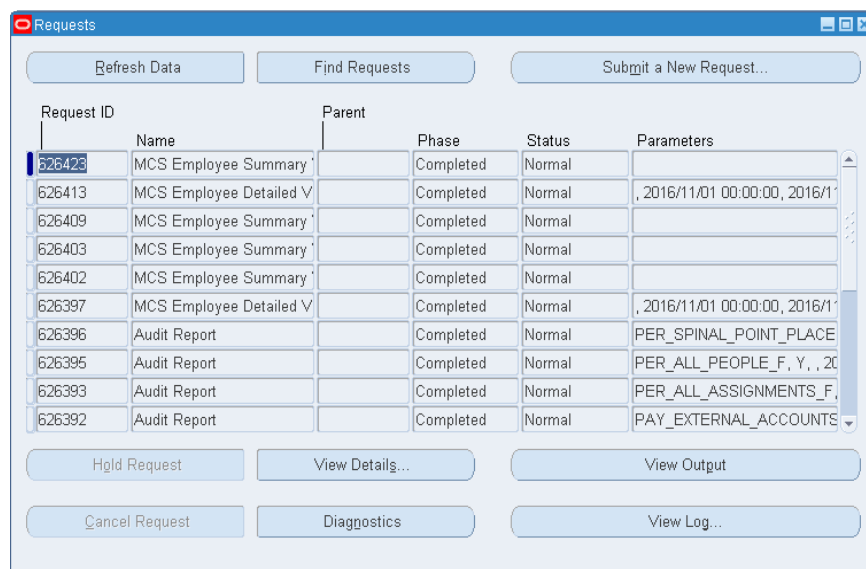 Requests
Refresh Data Find Requests Submit a New Request...
Request ID Parent
Name Phase Status Parameters
626423 MCS Employee Summary Completed Normal
626413 MCS Employee Detailed V Completed Normal , 2016/11/01 00:00:00, 2016/11
626409 MCS Employee Summary Completed Normal
626403 MCS Employee Summary Completed Normal
626402 MCS Employee Summary Completed Normal
626397 MCS Employee Detailed V Completed Normal , 2016/11/01 00:00:00, 2016/11
626396 Audit Report Completed Normal PER_SPINAL_POINT_PLACE
626395 Audit Report Completed Normal PER_ALL_PEOPLE_F, Y, , 20
626393 Audit Report Completed Normal PER_ALL_ASSIGNMENTS_F,
626392 Audit Report Completed Normal PAY_EXTERNAL_ACCOUNTS
Hold Request View Details... View Output
Cancel Request Diagnostics View Log...